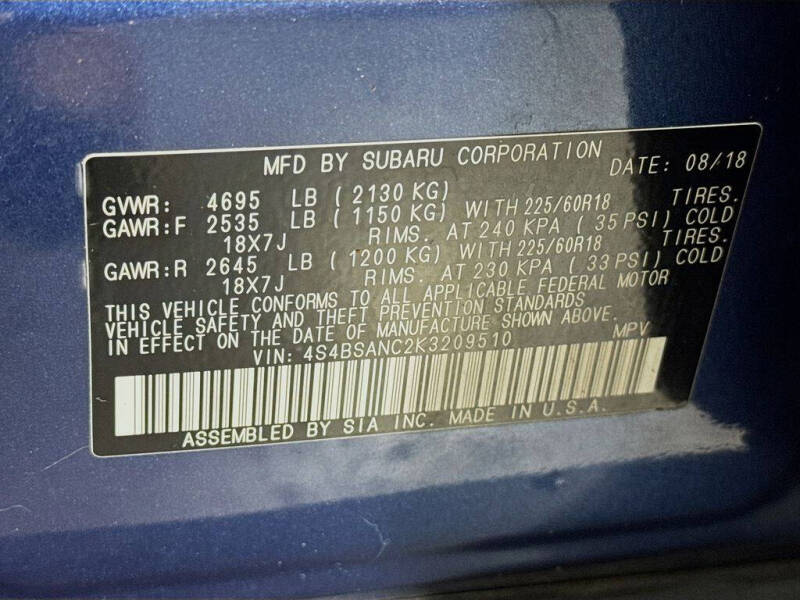 MFD BY SUBARU CORPORATION DATE: 08/18
GVWR: 4695 LB ( 2130 KG)
GAWR:F 2535 LB ( 1150 KG) WITH 225/60R18 TIRES.
18X7J RIMS. AT 240 KPA ( 35 PSI) COLD
GAWR:R 2645 LB ( 1200 KG) WITH 225/60R18 TIRES.
18X7J RIMS. AT 230 KPA ( 33 PSI) COLD
THIS VEHICLE CONFORMS TO ALL APPLICABLE FEDERAL MOTOR
VEHICLE SAFETY AND THEFT PREVENTION STANDARDS
IN EFFECT ON THE DATE OF MANUFACTURE SHOWN ABOVE.
VIN: 4S4BSANC2K3209510 MPV
ASSEMBLED BY SIA INC. MADE IN U.S.A.